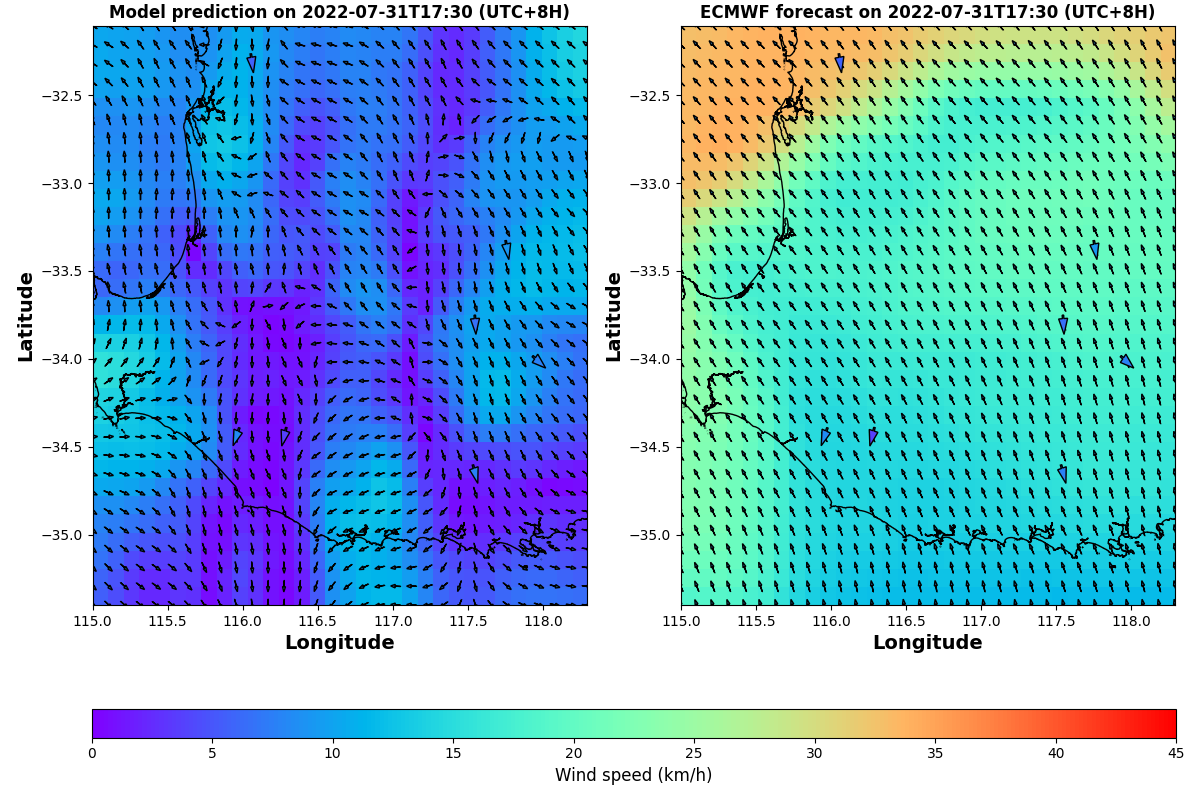 Model prediction on 2022-07-31T17:30 (UTC+8H)
ECMWF forecast on 2022-07-31T17:30 (UTC+8H)
−32.5
−33.0
−33.5
−34.0
−34.5
−35.0
Latitude
115.0 115.5 116.0 116.5 117.0 117.5 118.0
Longitude
−32.5
−33.0
−33.5
−34.0
−34.5
−35.0
Latitude
115.0 115.5 116.0 116.5 117.0 117.5 118.0
Longitude
0 5 10 15 20 25 30 35 40 45
Wind speed (km/h)